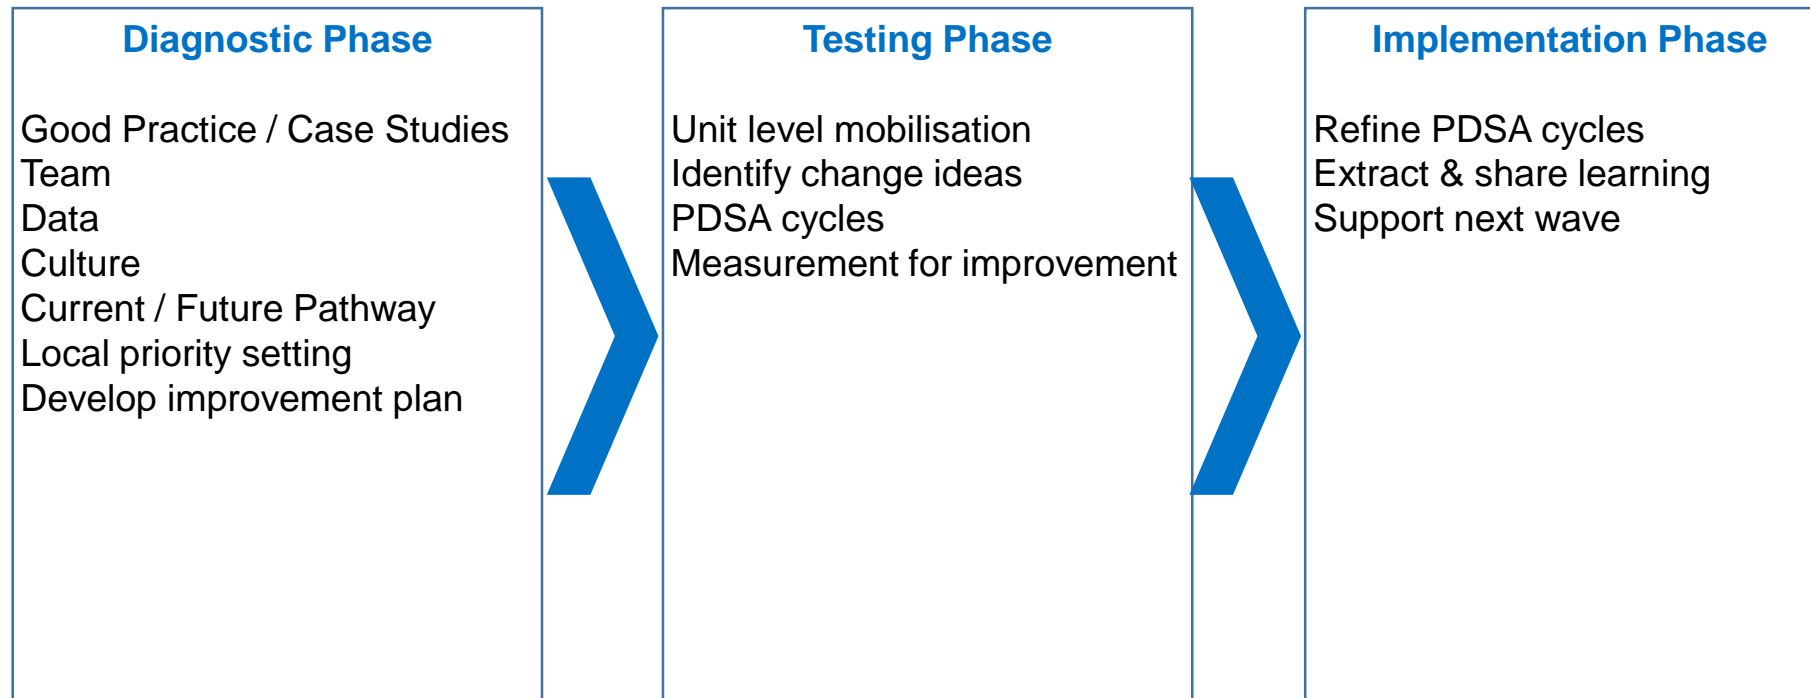 Diagnostic Phase
Good Practice / Case Studies
Team
Data
Culture
Current / Future Pathway
Local priority setting
Develop improvement plan
Testing Phase
Unit level mobilisation
Identify change ideas
PDSA cycles
Measurement for improvement
Implementation Phase
Refine PDSA cycles
Extract & share learning
Support next wave